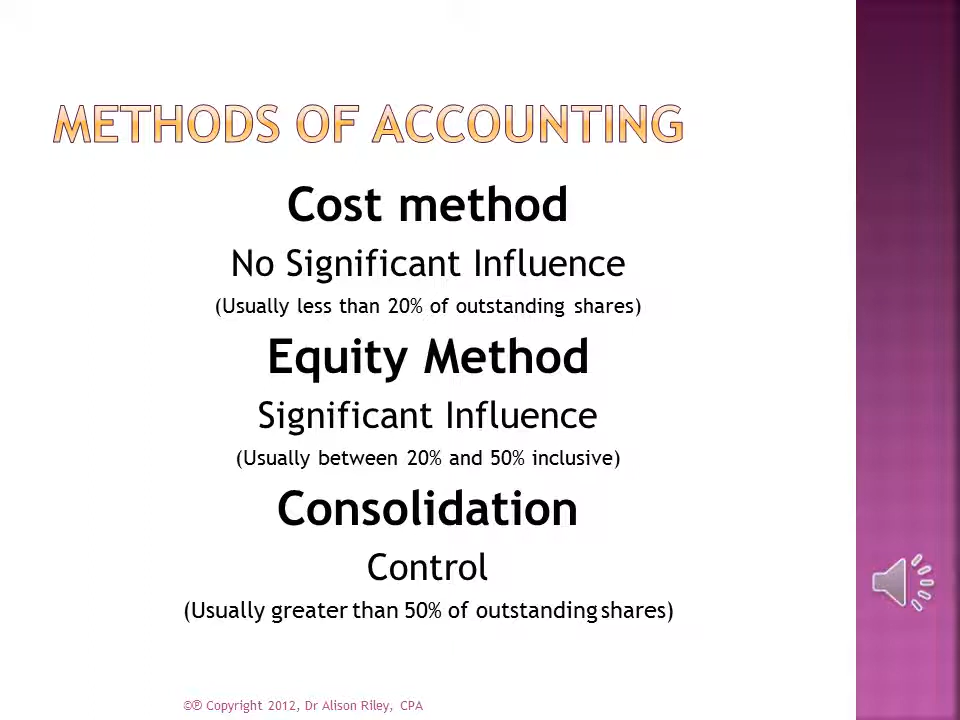 METHODS OF ACCOUNTING
Cost method
No Significant Influence
(Usually less than 20% of outstanding shares)
Equity Method
Significant Influence
(Usually between 20% and 50% inclusive)
Consolidation
Control
(Usually greater than 50% of outstanding shares)
©℗ Copyright 2012, Dr Alison Riley, CPA